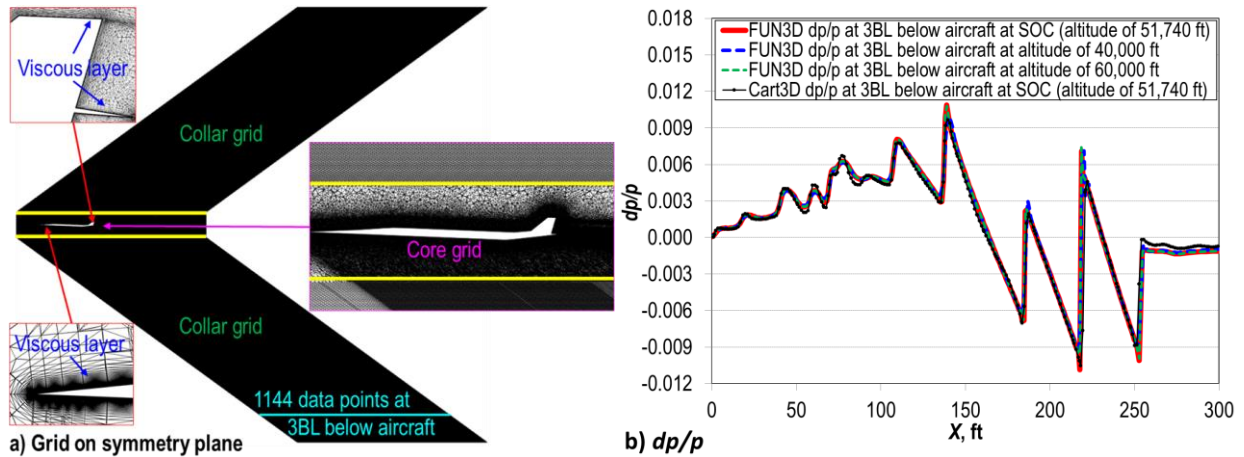 Viscous layer
Collar grid
Core grid
Collar grid
Viscous layer
1144 data points at
3BL below aircraft
a) Grid on symmetry plane
FUN3D dp/p at 3BL below aircraft at SOC (altitude of 51,740 ft)
FUN3D dp/p at 3BL below aircraft at altitude of 40,000 ft
FUN3D dp/p at 3BL below aircraft at altitude of 60,000 ft
Cart3D dp/p at 3BL below aircraft at SOC (altitude of 51,740 ft)
dp/p
0.018
0.015
0.012
0.009
0.006
0.003
0.000
-0.003
-0.006
-0.009
-0.012
0 50 100 150 200 250 300
X, ft
b) dp/p